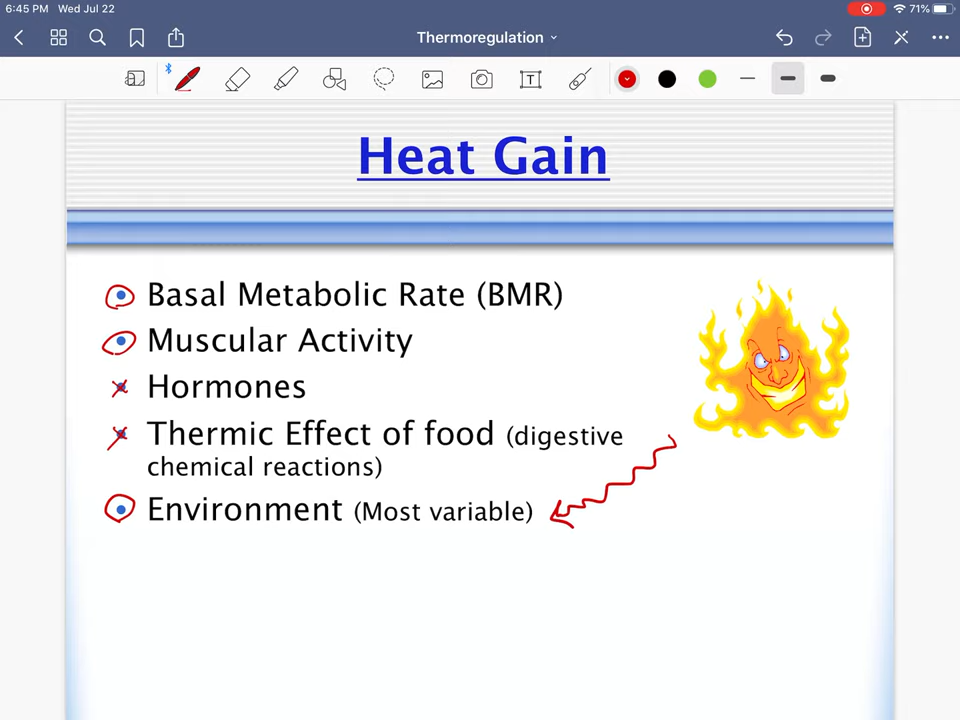 6:45 PM Wed Jul 22
71%
Thermoregulation
T
Heat Gain
Basal Metabolic Rate (BMR)
Muscular Activity
Hormones
Thermic Effect of food (digestive
chemical reactions)
Environment (Most variable)